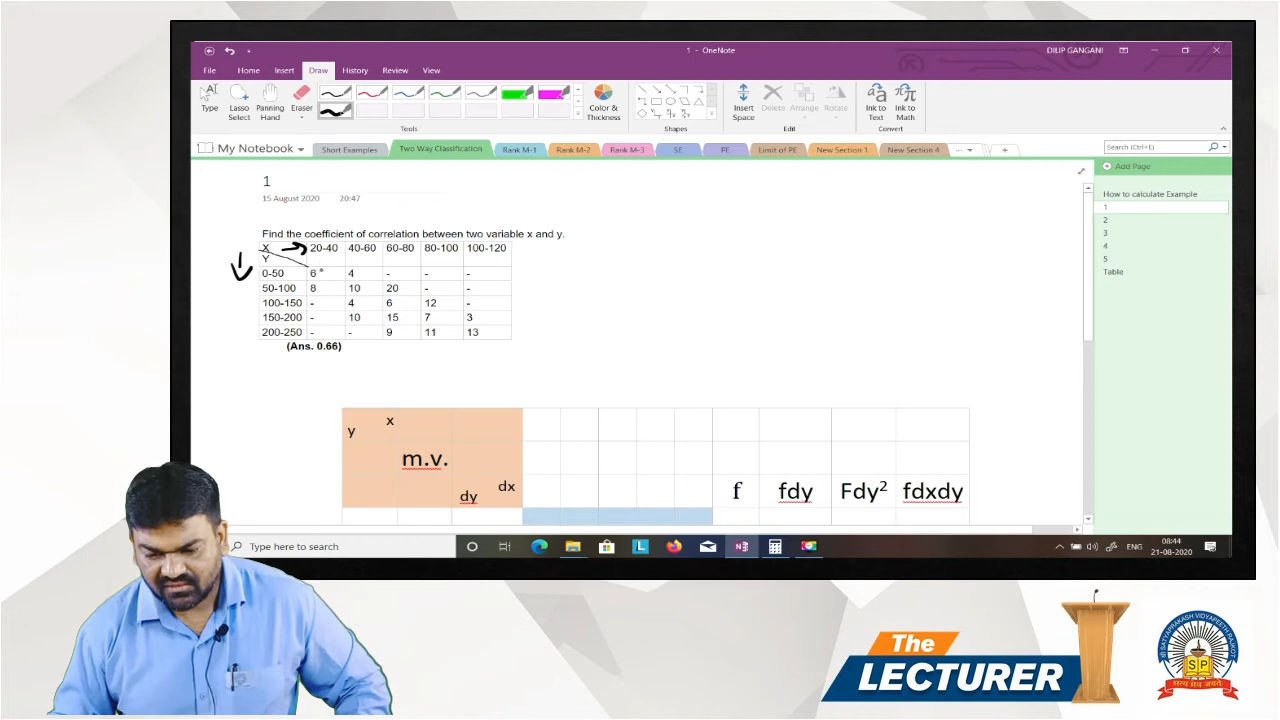 1 - OneNote
DILIP GANGANI
File Home Insert Draw History Review View
Type
Lasso Select
Panning Hand
Eraser
Color & Thickness
Insert Space
Delete
Arrange
Rotate
Ink to Text
Ink to Math
Tools
Shapes
Edit
Convert
My Notebook
Short Examples
Two Way Classification
Rank M-1
Rank M-2
Rank M-3
SE
PE
Limit of PE
New Section 1
New Section 4
Search (Ctrl+E)
Add Page
How to calculate Example
1
2
3
4
5
Table
1
15 August 2020 20:47
Find the coefficient of correlation between two variable x and y.
X 20-40 40-60 60-80 80-100 100-120
Y
0-50 6 4 - - -
50-100 8 10 20 - -
100-150 - 4 6 12 -
150-200 - 10 15 7 3
200-250 - - 9 11 13
(Ans. 0.66)
x
y
m.v.
dx
dy
f fdy Fdy² fdxdy
Type here to search
ENG
08:44
21-08-2020
The
LECTURER
SP